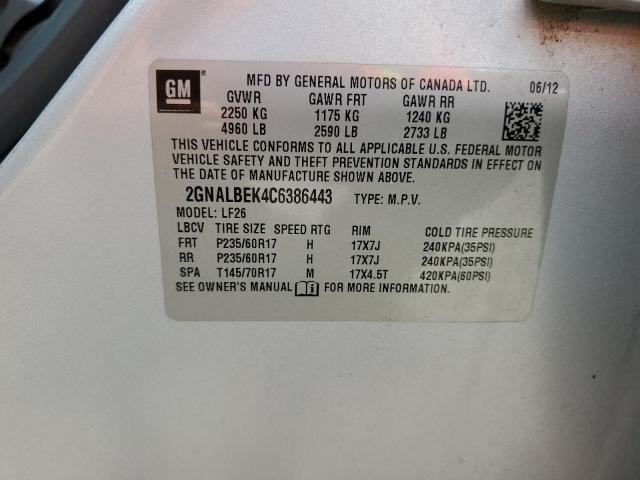 GM
MFD BY GENERAL MOTORS OF CANADA LTD. 06/12
GVWR GAWR FRT GAWR RR
2250 KG 1175 KG 1240 KG
4960 LB 2590 LB 2733 LB
THIS VEHICLE CONFORMS TO ALL APPLICABLE U.S. FEDERAL MOTOR
VEHICLE SAFETY AND THEFT PREVENTION STANDARDS IN EFFECT ON
THE DATE OF MANUFACTURE SHOWN ABOVE.
2GNALBEK4C6386443 TYPE: M.P.V.
MODEL: LF26
LBCV TIRE SIZE SPEED RTG RIM COLD TIRE PRESSURE
FRT P235/60R17 H 17X7J 240KPA(35PSI)
RR P235/60R17 H 17X7J 240KPA(35PSI)
SPA T145/70R17 M 17X4.5T 420KPA(60PSI)
SEE OWNER'S MANUAL FOR MORE INFORMATION.